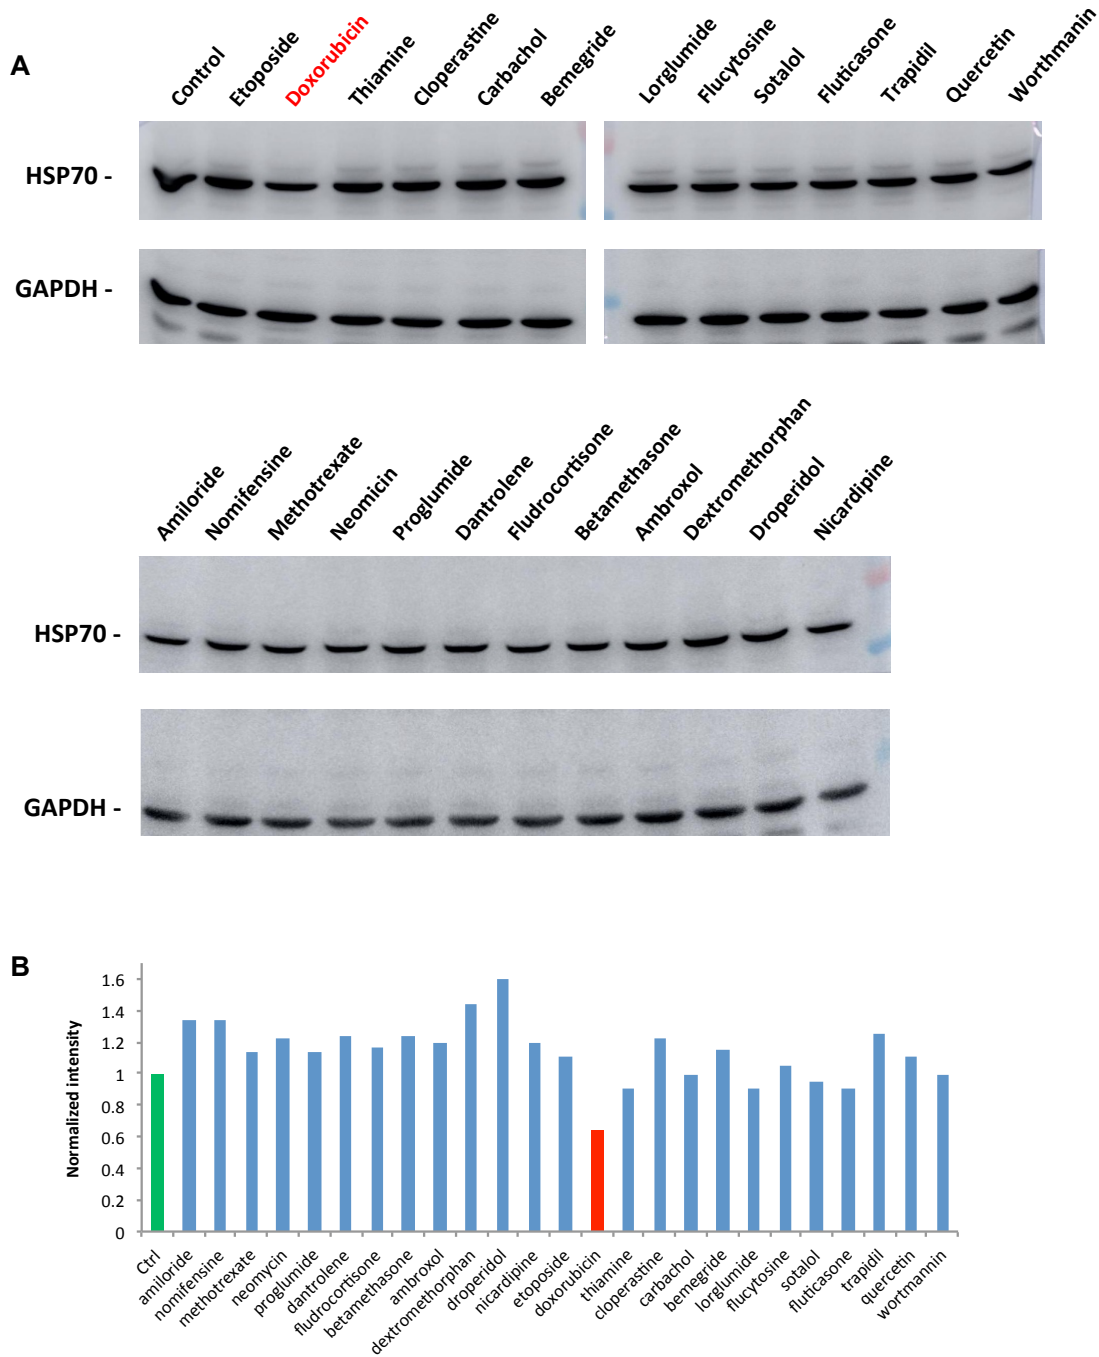 A
Control Etoposide Doxorubicin Thiamine Cloperastine Carbachol Bemegride Lorglumide Flucytosine Sotalol Fluticasone Trapidil Quercetin Worthmanin
HSP70 -
GAPDH -
Amiloride Nomifensine Methotrexate Neomicin Proglumide Dantrolene Fludrocortisone Betamethasone Ambroxol Dextromethorphan Droperidol Nicardipine
HSP70 -
GAPDH -
B
Normalized intensity
1.6
1.4
1.2
1
0.8
0.6
0.4
0.2
0
Ctrl amiloride nomifensine methotrexate neomycin proglumide dantrolene fludrocortisone betamethasone ambroxol dextromethorphan droperidol nicardipine etoposide doxorubicin thiamine cloperastine carbachol bemegride lorglumide flucytosine sotalol fluticasone trapidil quercetin wortmannin